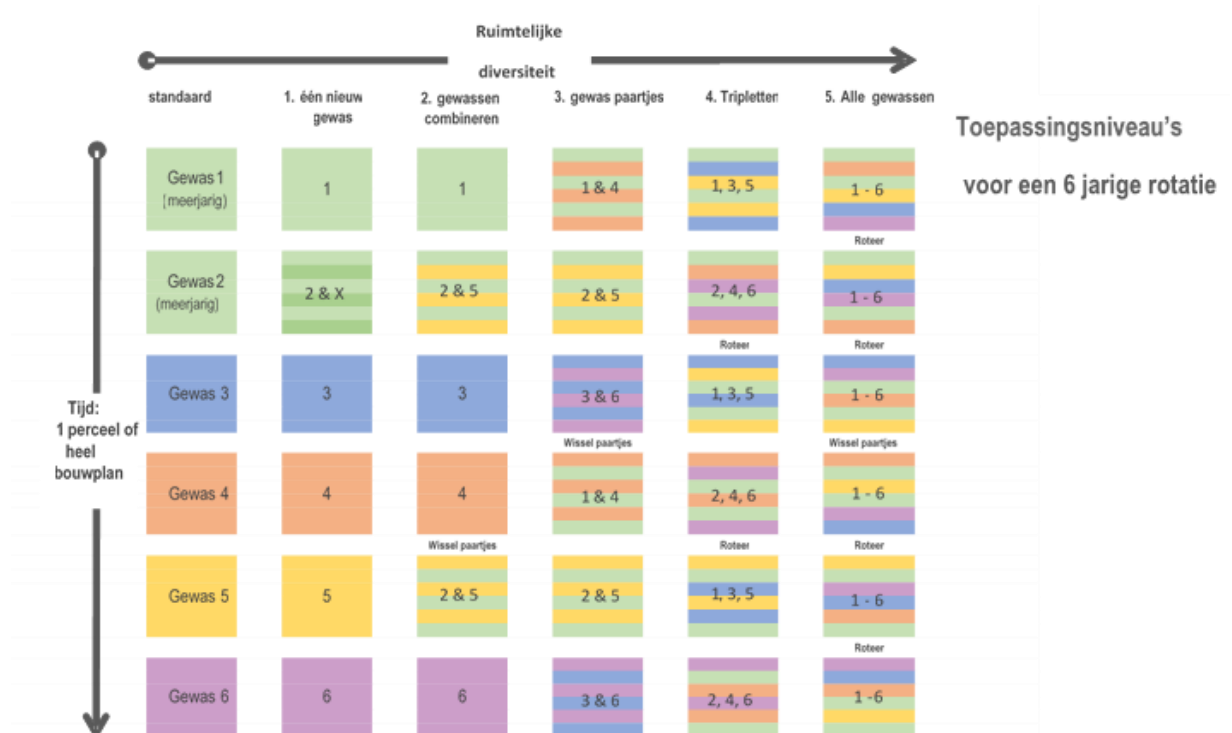 Ruimtelijke
diversiteit
standaard
1. één nieuw
gewas
2. gewassen
combineren
3. gewas paartjes
4. Tripletten
5. Alle gewassen
Toepassingsniveau's
voor een 6 jarige rotatie
Tijd:
1 perceel of
heel
bouwplan
Gewas 1
(meerjarig)
1
1
1 & 4
1, 3, 5
1 - 6
Roteer
Gewas 2
(meerjarig)
2 & X
2 & 5
2 & 5
2, 4, 6
1 - 6
Roteer
Roteer
Gewas 3
3
3
3 & 6
1, 3, 5
1 - 6
Wissel paartjes
Wissel paartjes
Gewas 4
4
4
1 & 4
2, 4, 6
1 - 6
Wissel paartjes
Roteer
Roteer
Gewas 5
5
2 & 5
2 & 5
1, 3, 5
1 - 6
Roteer
Gewas 6
6
6
3 & 6
2, 4, 6
1 -6